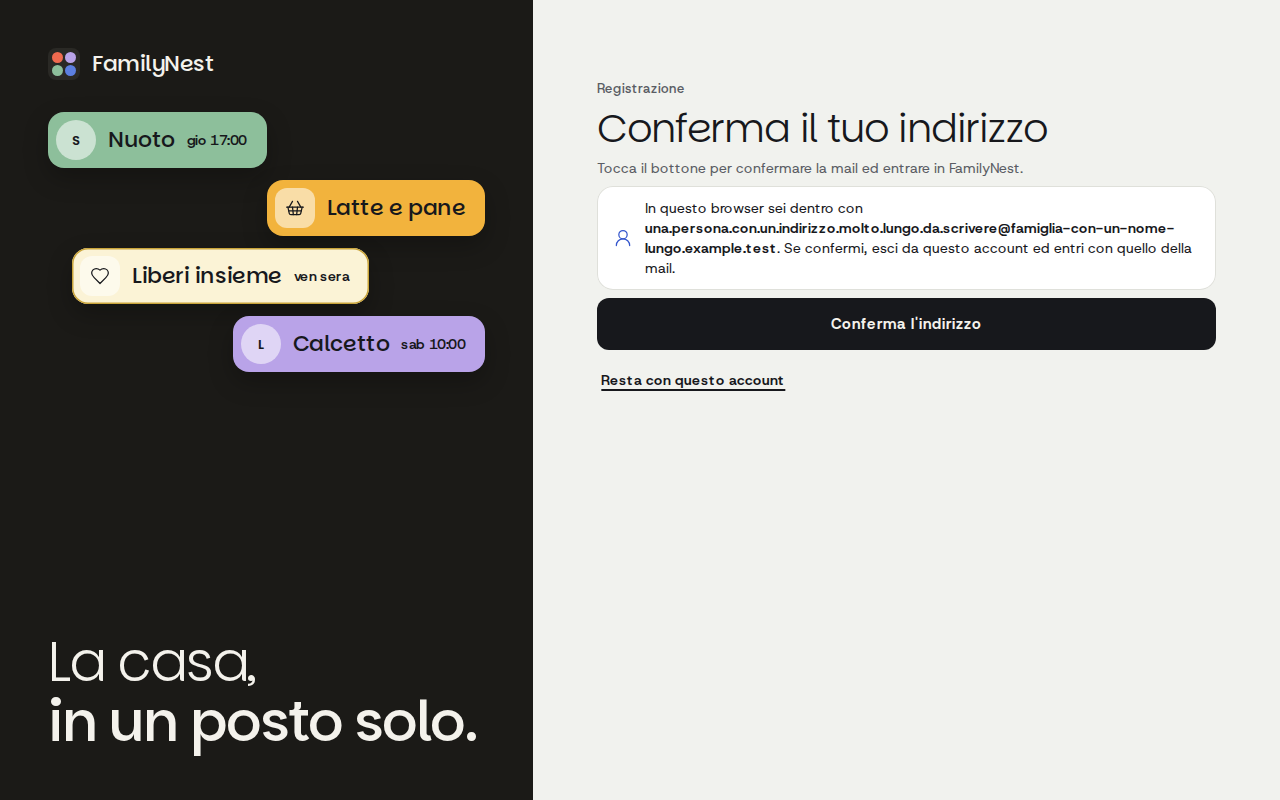 FamilyNest
S Nuoto gio 17:00
Latte e pane
Liberi insieme ven sera
L Calcetto sab 10:00
La casa,
in un posto solo.
Registrazione
Conferma il tuo indirizzo
Tocca il bottone per confermare la mail ed entrare in FamilyNest.
In questo browser sei dentro con
una.persona.con.un.indirizzo.molto.lungo.da.scrivere@famiglia-con-un-nome-
lungo.example.test. Se confermi, esci da questo account ed entri con quello della
mail.
Conferma l'indirizzo
Resta con questo account